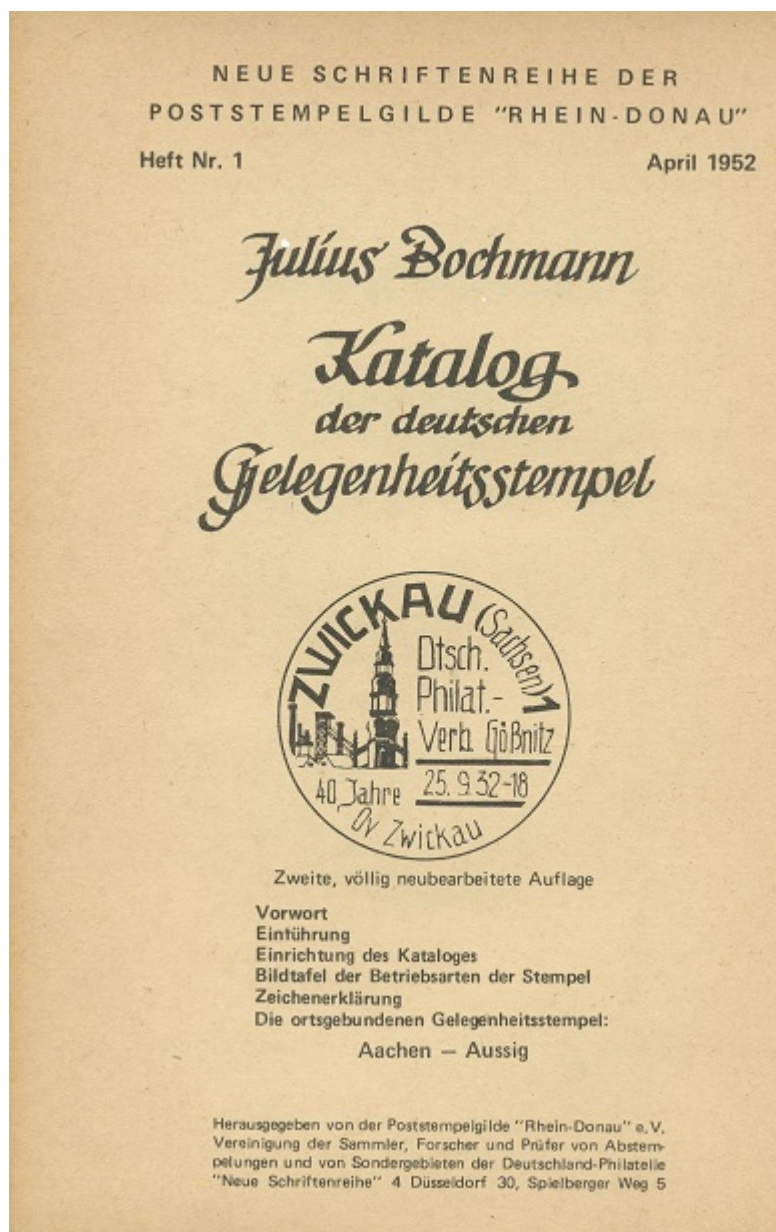 NEUE SCHRIFTENREIHE DER
POSTSTEMPELGILDE "RHEIN-DONAU"
Heft Nr. 1 April 1952
Julius Bochmann
Katalog
der deutschen
Gelegenheitsstempel
ZWICKAU (Sachsen) 1
Dtsch.
Philat.-
Verb. Gößnitz
40 Jahre 25.9.32-18
Ov Zwickau
Zweite, völlig neubearbeitete Auflage
Vorwort
Eintührung
Einrichtung des Kataloges
Bildtafel der Betriebsarten der Stempel
Zeichenerklärung
Die ortsgebundenen Gelegenheitsstempel:
Aachen — Aussig
Herausgegeben von der Poststempelgilde "Rhein-Donau" e.V.
Vereinigung der Sammler, Forscher und Prüfer von Abstem-
pelungen und von Sondergebieten der Deutschland-Philatelie
"Neue Schriftenreihe" 4 Düsseldorf 30, Spielberger Weg 5